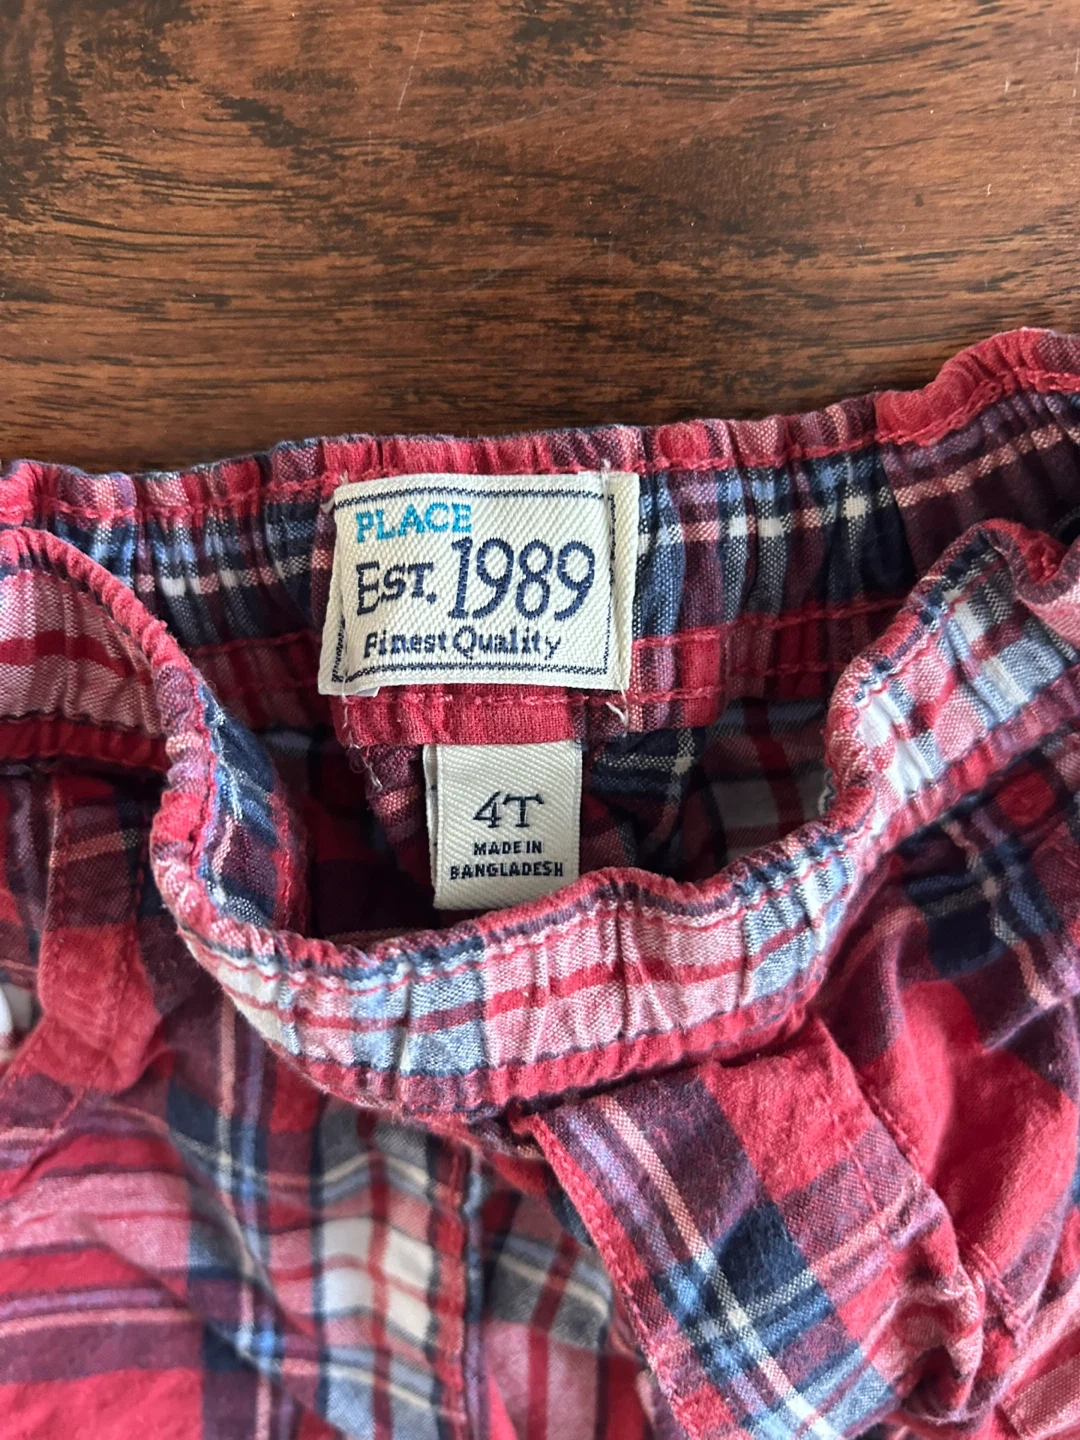 PLACE
EST. 1989
Finest Quality
4T
MADE IN
BANGLADESH